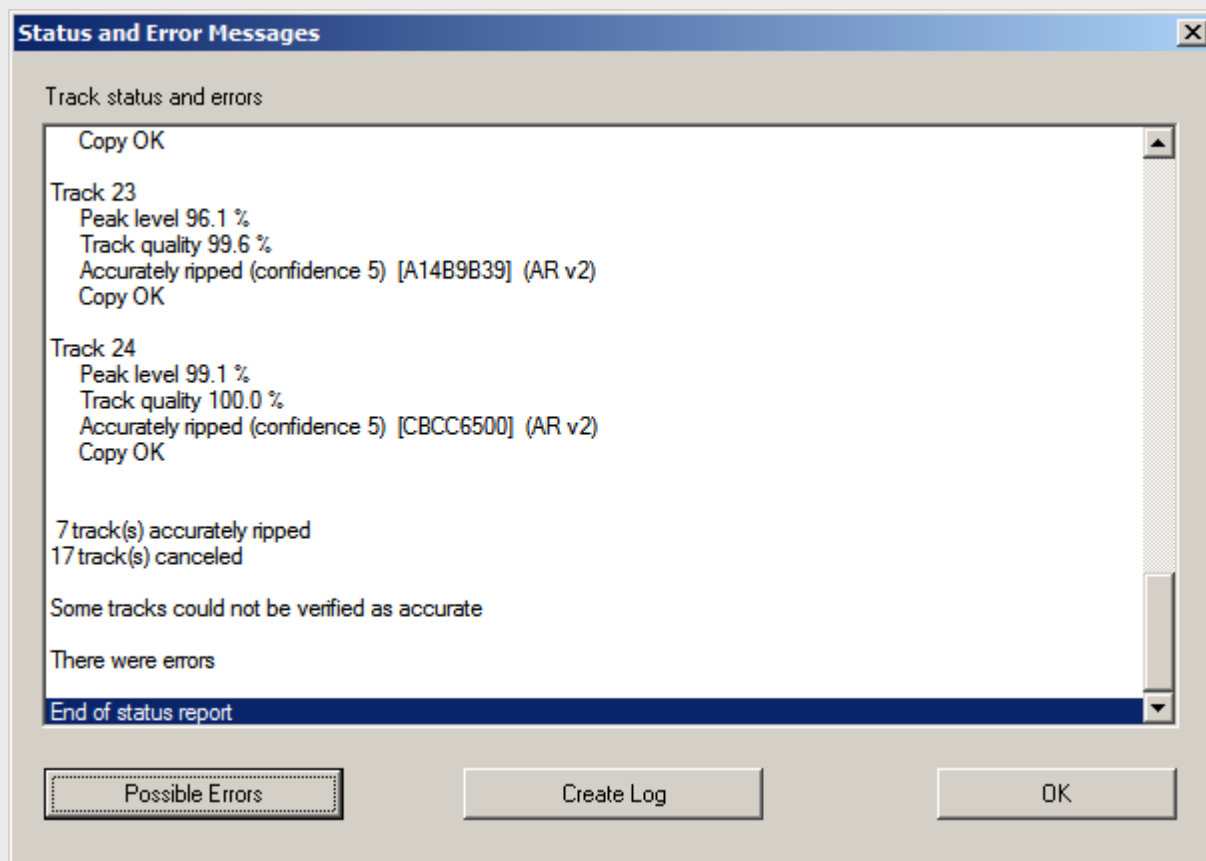 Status and Error Messages
Track status and errors
Copy OK
Track 23
Peak level 96.1 %
Track quality 99.6 %
Accurately ripped (confidence 5) [A14B9B39] (AR v2)
Copy OK
Track 24
Peak level 99.1 %
Track quality 100.0 %
Accurately ripped (confidence 5) [CBCC6500] (AR v2)
Copy OK
7 track(s) accurately ripped
17 track(s) canceled
Some tracks could not be verified as accurate
There were errors
End of status report
Possible Errors
Create Log
OK